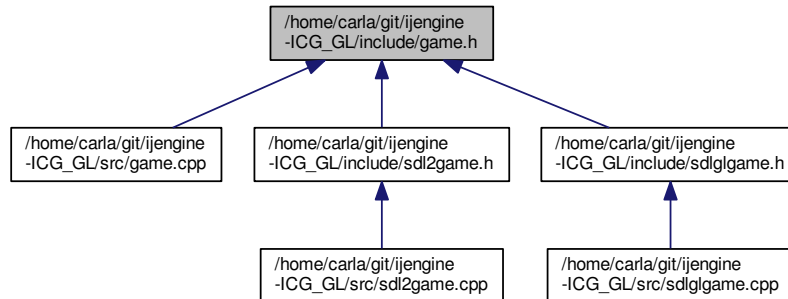 /home/carla/git/ijengine
-ICG_GL/include/game.h
/home/carla/git/ijengine
-ICG_GL/src/game.cpp
/home/carla/git/ijengine
-ICG_GL/include/sdl2game.h
/home/carla/git/ijengine
-ICG_GL/include/sdlglgame.h
/home/carla/git/ijengine
-ICG_GL/src/sdl2game.cpp
/home/carla/git/ijengine
-ICG_GL/src/sdlglgame.cpp